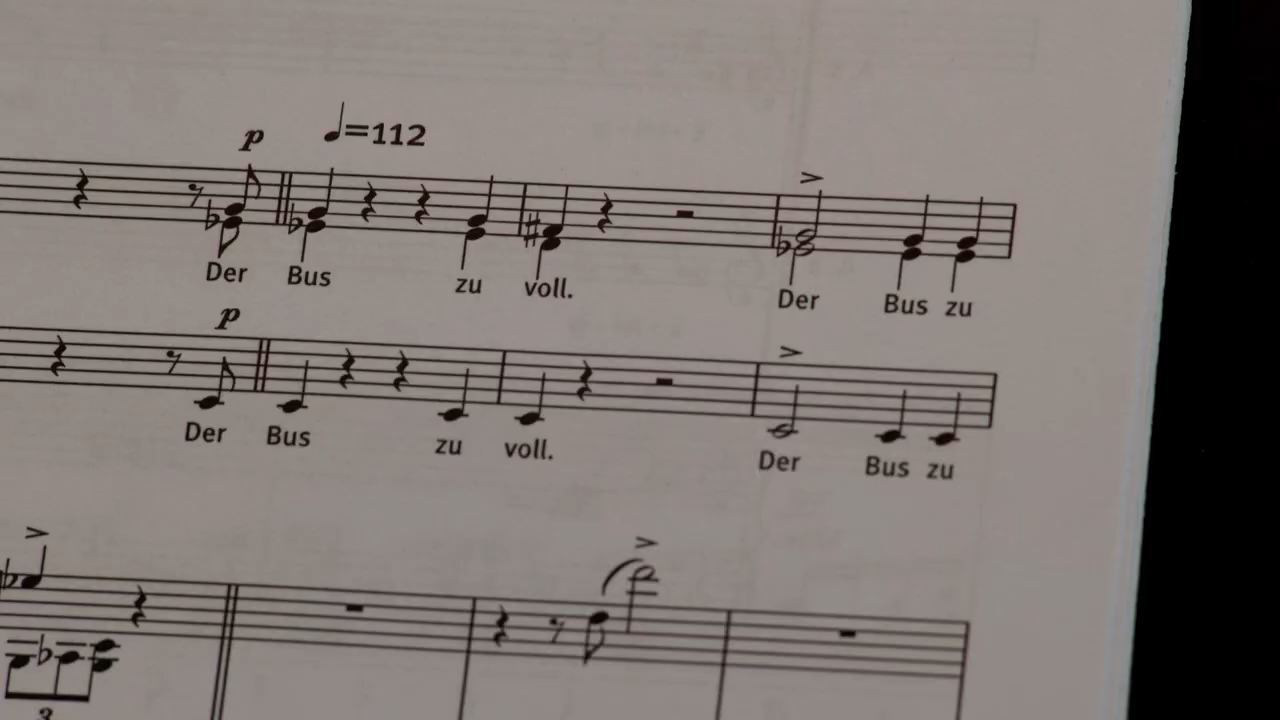 p ♩=112
Der Bus zu voll. Der Bus zu
p
Der Bus zu voll. Der Bus zu
3